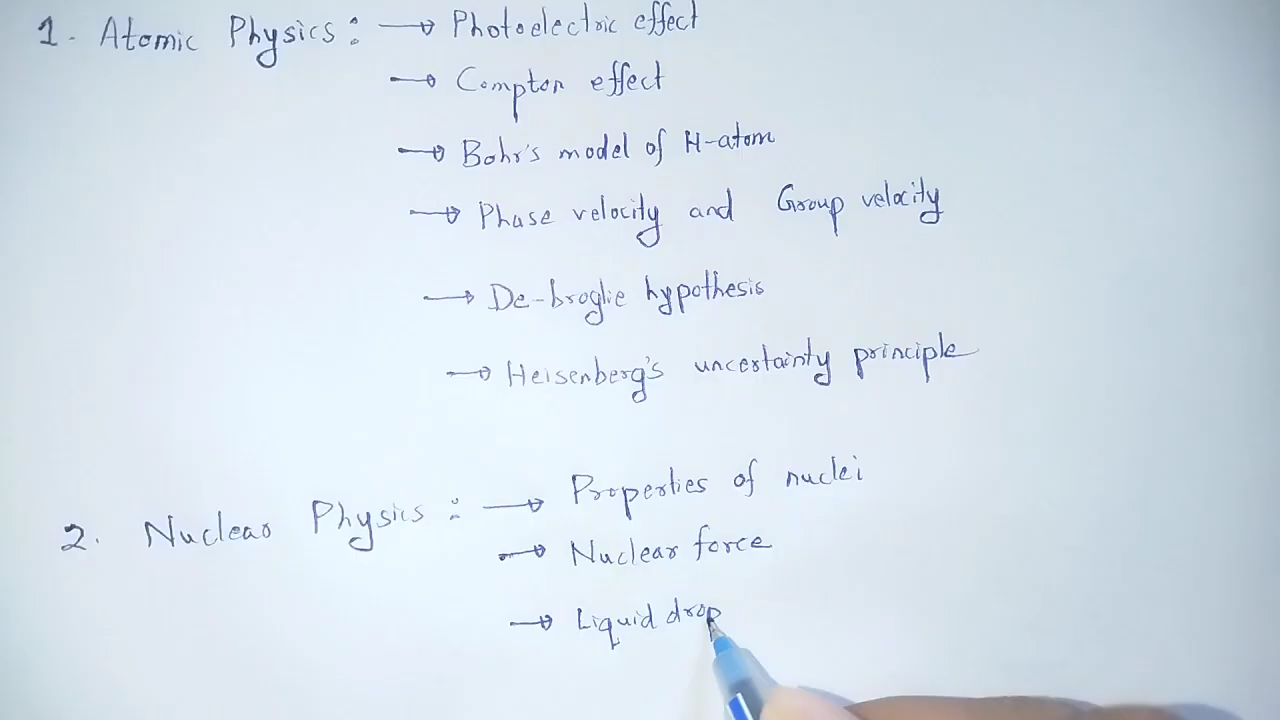 1. Atomic Physics: → Photoelectric effect
→ Compton effect
→ Bohr's model of H-atom
→ Phase velocity and Group velocity
→ De-broglie hypothesis
→ Heisenberg's uncertainty principle
2. Nuclear Physics: → Properties of nuclei
→ Nuclear force
→ Liquid drop